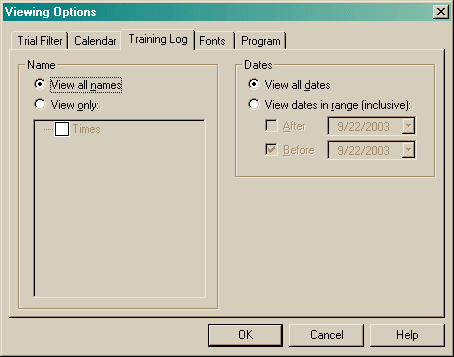 Viewing Options
Trial Filter Calendar Training Log Fonts Program
Name
View all names
View only:
Times
Dates
View all dates
View dates in range (inclusive):
After 9/22/2003
Before 9/22/2003
OK Cancel Help